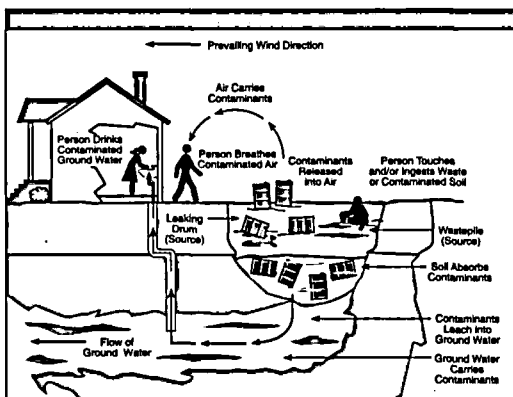 Prevailing Wind Direction
Air Carries
Contaminants
Person Drinks
Contaminated
Ground Water
Person Breathes
Contaminated Air
Contaminants
Released
into Air
Person Touches
and/or Ingests Waste
or Contaminated Soil
Leaking
Drum
(Source)
Wastepile
(Source)
Soil Absorbs
Contaminants
Contaminants
Leach into
Ground Water
Flow of
Ground Water
Ground Water
Carries
Contaminants